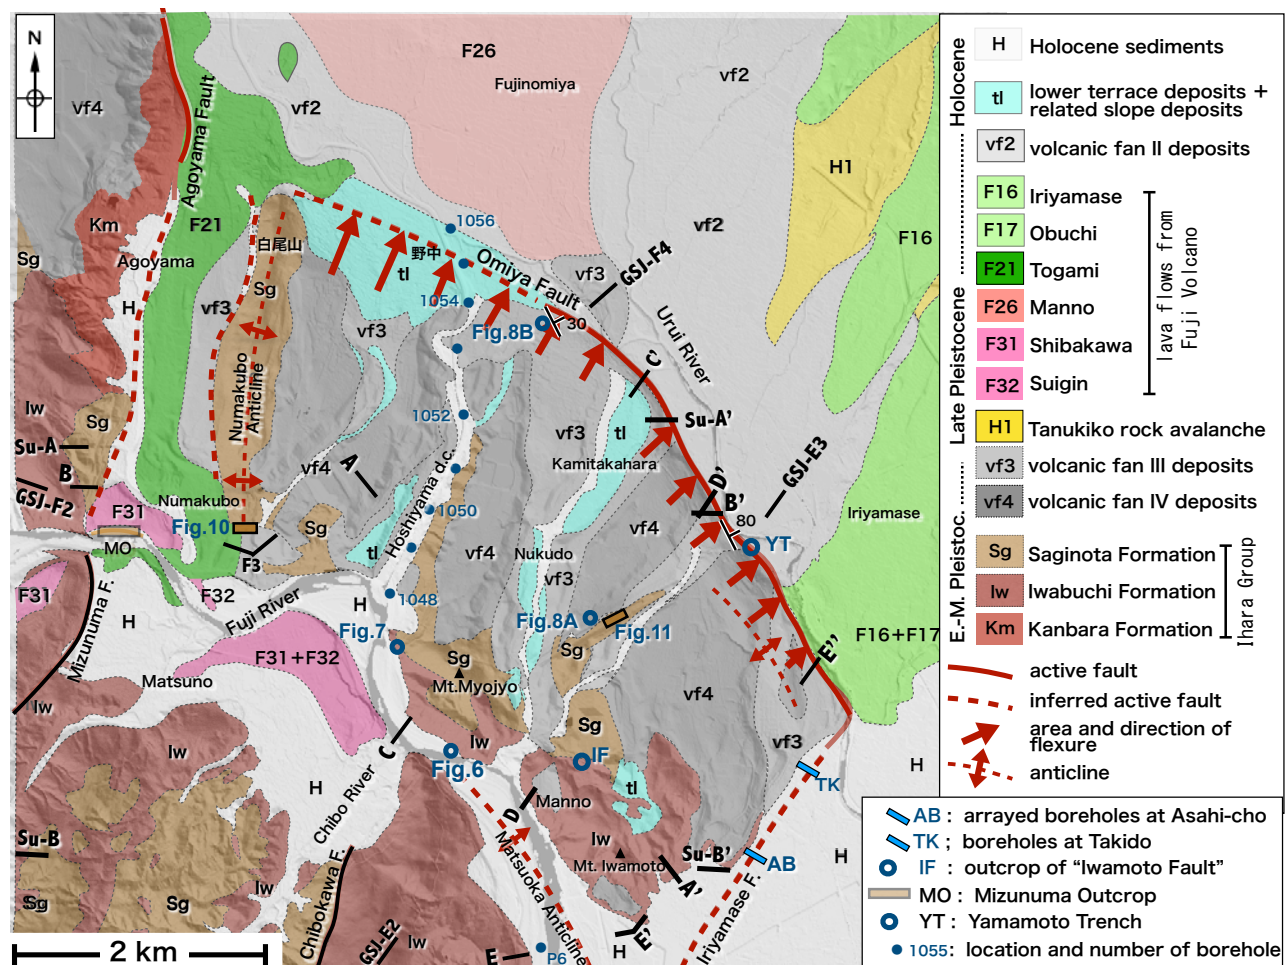 N
vf4
F26
Fujinomiya
vf2
vf2
Agoyama Fault
H1
Km
F21
白尾山
1056
野中
Omiya Fault
vf3
GSJ-F4
vf2
F16
Sg
Agoyama
H
vf3
Sg
tl
1054
Fig.8B
30
Urui River
vf3
Numakubo
Anticline
C'
Iw
Sg
1052
vf3
tl
Su-A'
Su-A
B
GSJ-F2
vf4
A
Kamitakahara
D'
GSJ-E3
B'
80
YT
F31
MO
Numakubo
Fig.10
Sg
F3
tl
Hoshiyama d.c.
1050
vf4
Nukudo
vf3
vf4
Iriyamase
F31
Mizunuma F.
H
F32
Fuji River
H
1048
Fig.7
Fig.8A
Fig.11
F31+F32
Sg
Mt.Myojyo
Sg
E''
F16+F17
Matsuno
Iw
vf4
Iw
C
Iw
Fig.6
Sg
IF
vf3
H
Iw
H
Chibo River
D
Manno
tl
TK
Su-B
Iw
Mt. Iwamoto
Su-B'
AB
H
Sg
Sg
Iw
Chibokawa F.
Matsuoka Anticline
A'
Iriyamase F.
GSJ-E2
Iw
E
P6
E'
H
2 km
Holocene
Late Pleistocene
E.-M. Pleistoc.
H Holocene sediments
tl lower terrace deposits +
related slope deposits
vf2 volcanic fan II deposits
F16 Iriyamase
F17 Obuchi
F21 Togami
F26 Manno
F31 Shibakawa
F32 Suigin
lava flows from
Fuji Volcano
H1 Tanukiko rock avalanche
vf3 volcanic fan III deposits
vf4 volcanic fan IV deposits
Sg Saginota Formation
Iw Iwabuchi Formation
Km Kanbara Formation
Ihara Group
active fault
inferred active fault
area and direction of
flexure
anticline
AB : arrayed boreholes at Asahi-cho
TK ; boreholes at Takido
IF : outcrop of “Iwamoto Fault”
MO : Mizunuma Outcrop
YT : Yamamoto Trench
1055: location and number of borehole